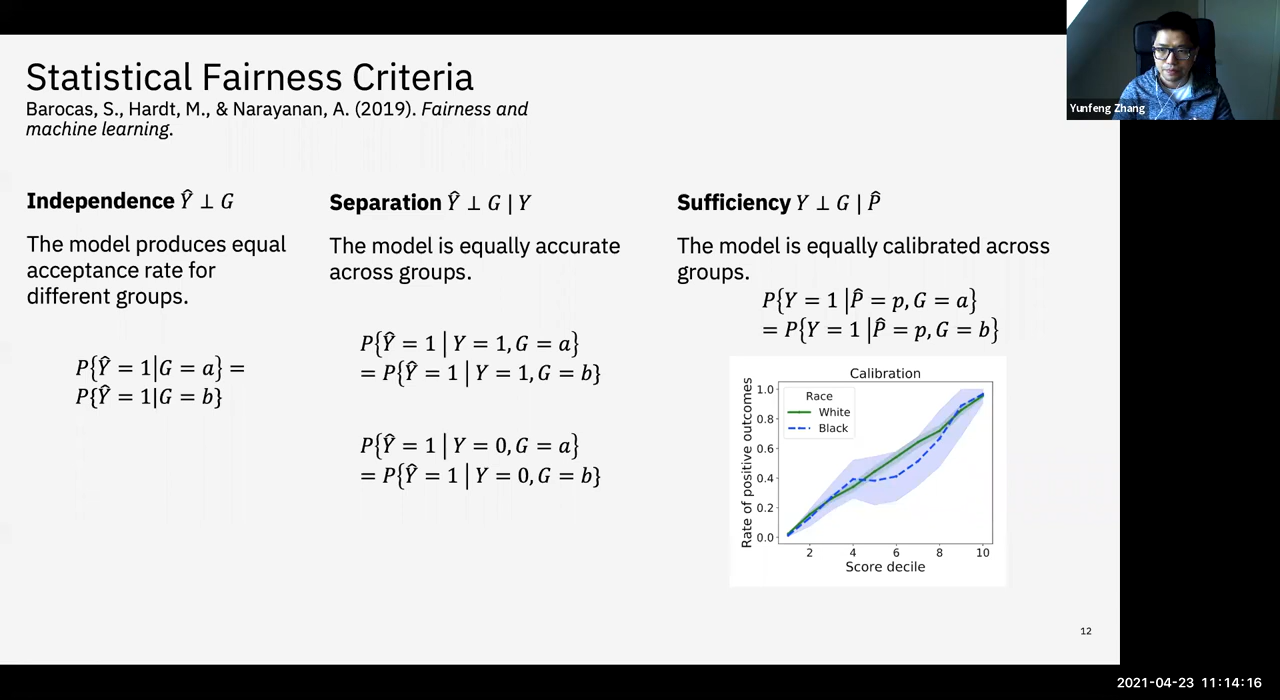 Statistical Fairness Criteria
Barocas, S., Hardt, M., & Narayanan, A. (2019). Fairness and
machine learning.
Yunfeng Zhang
Independence Ŷ ⊥ G
The model produces equal
acceptance rate for
different groups.
P{Ŷ = 1|G = a} =
P{Ŷ = 1|G = b}
Separation Ŷ ⊥ G | Y
The model is equally accurate
across groups.
P{Ŷ = 1 | Y = 1, G = a}
= P{Ŷ = 1 | Y = 1, G = b}
P{Ŷ = 1 | Y = 0, G = a}
= P{Ŷ = 1 | Y = 0, G = b}
Sufficiency Y ⊥ G | P̂
The model is equally calibrated across
groups.
P{Y = 1 |P̂ = p, G = a}
= P{Y = 1 |P̂ = p, G = b}
Calibration
Rate of positive outcomes
1.0
0.8
0.6
0.4
0.2
0.0
Race
White
Black
2 4 6 8 10
Score decile
12
2021-04-23 11:14:16